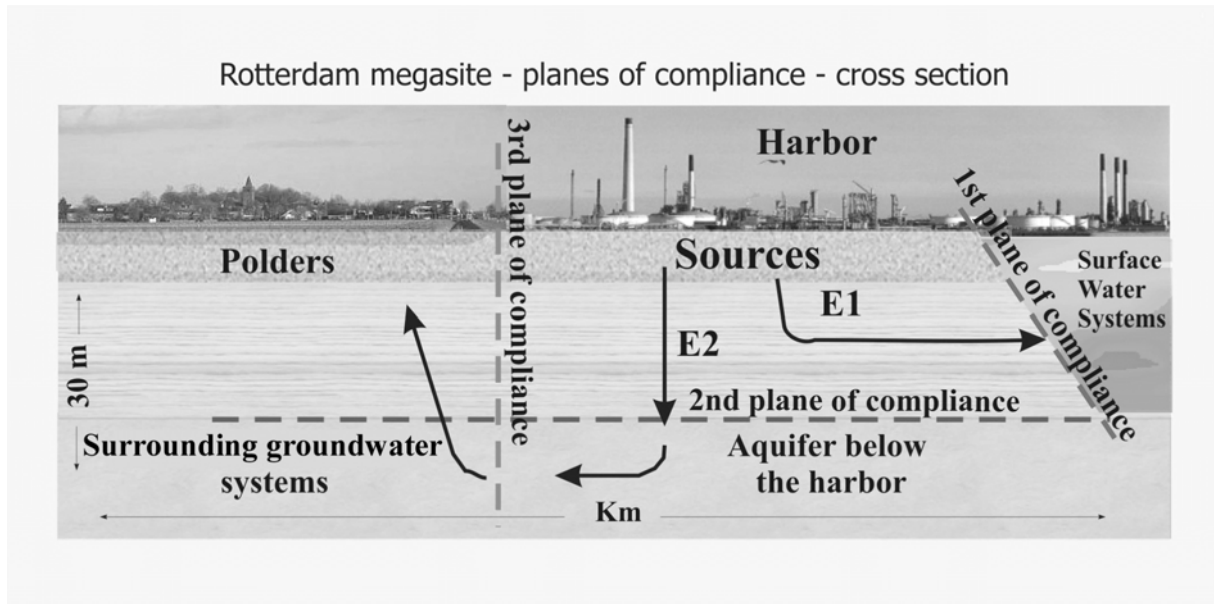 Rotterdam megasite - planes of compliance - cross section
Harbor
3rd plane of compliance
1st plane of compliance
Polders
Sources
Surface
Water
Systems
E1
E2
30 m
2nd plane of compliance
Surrounding groundwater
systems
Aquifer below
the harbor
Km